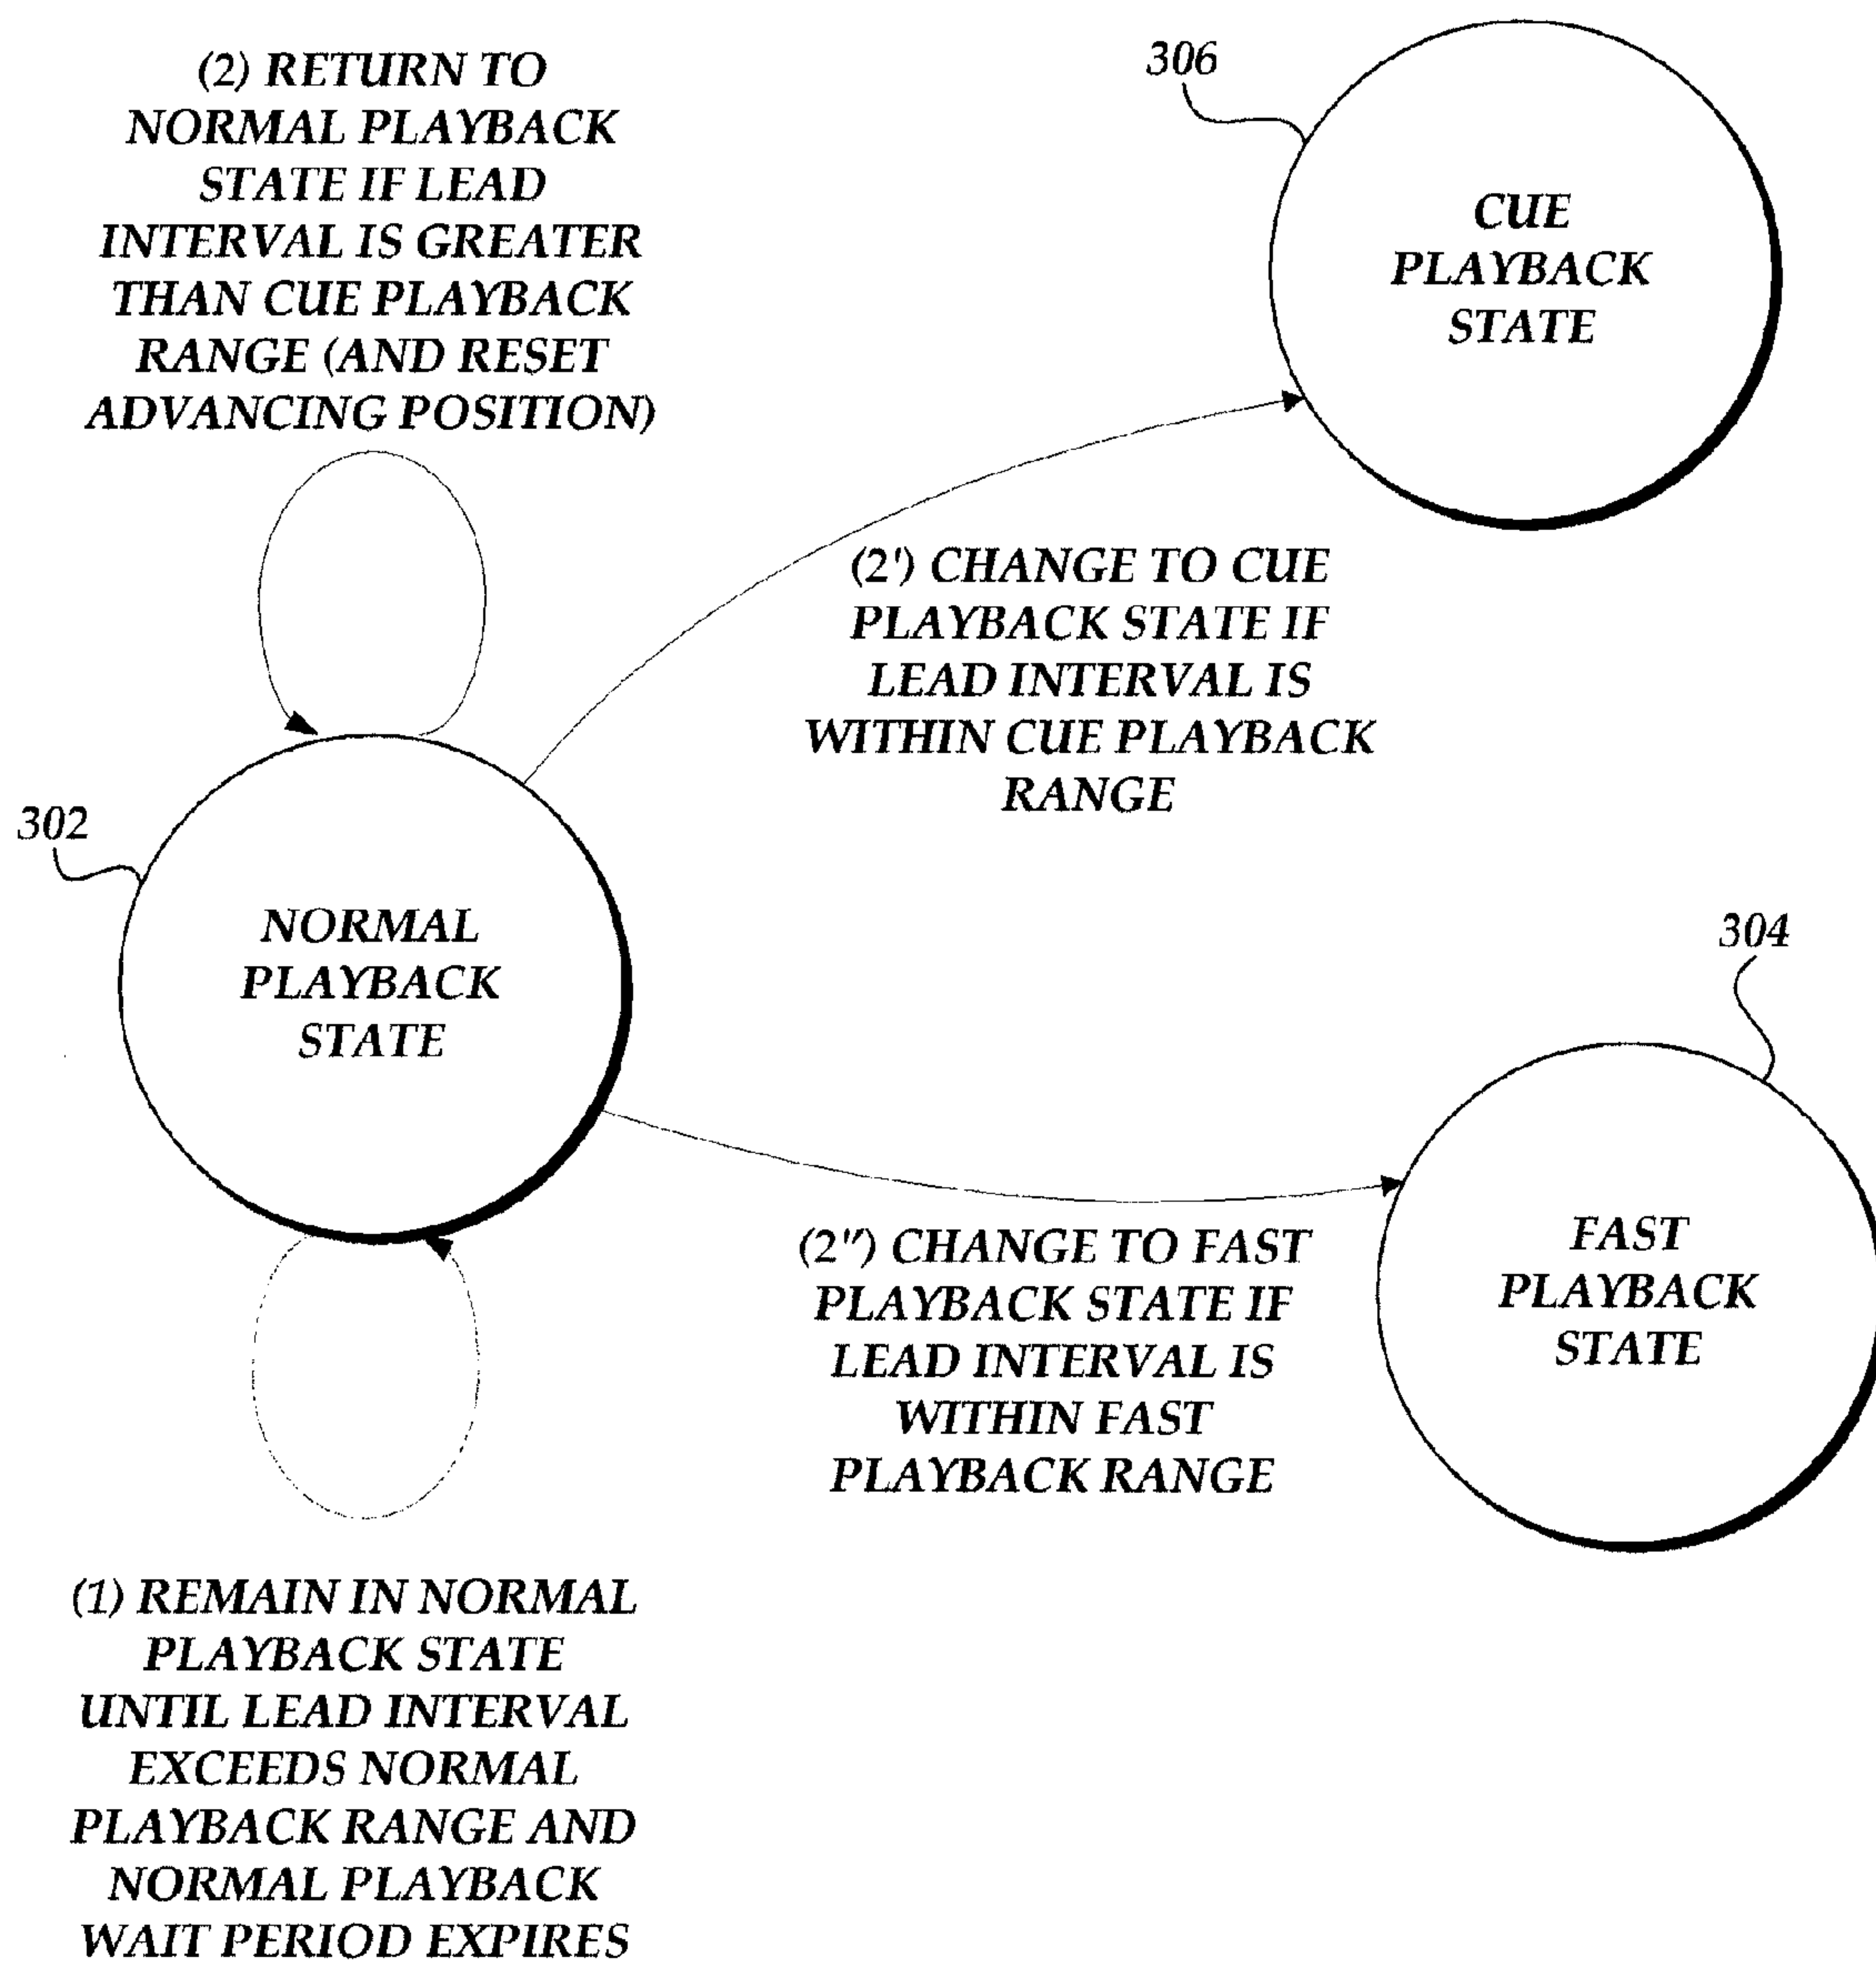 (2) RETURN TO
NORMAL PLAYBACK
STATE IF LEAD
INTERVAL IS GREATER
THAN CUE PLAYBACK
RANGE (AND RESET
ADVANCING POSITION)
306
CUE
PLAYBACK
STATE
(2') CHANGE TO CUE
PLAYBACK STATE IF
LEAD INTERVAL IS
WITHIN CUE PLAYBACK
RANGE
302
NORMAL
PLAYBACK
STATE
304
FAST
PLAYBACK
STATE
(2") CHANGE TO FAST
PLAYBACK STATE IF
LEAD INTERVAL IS
WITHIN FAST
PLAYBACK RANGE
(1) REMAIN IN NORMAL
PLAYBACK STATE
UNTIL LEAD INTERVAL
EXCEEDS NORMAL
PLAYBACK RANGE AND
NORMAL PLAYBACK
WAIT PERIOD EXPIRES